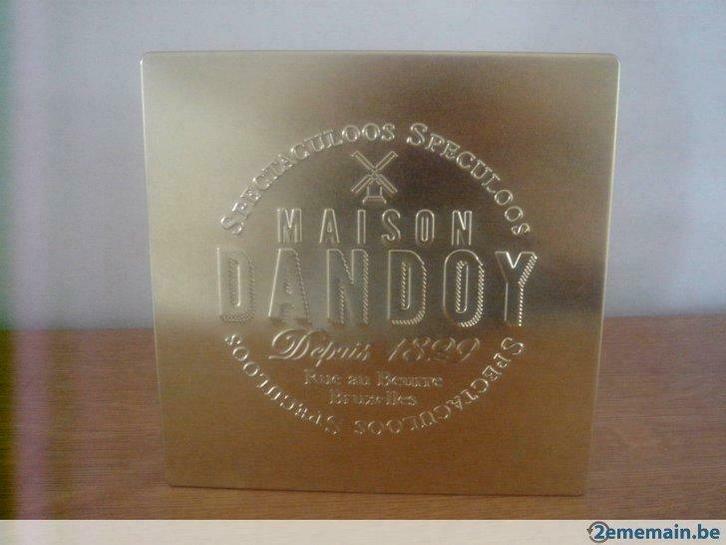 SPECTACULOOS SPECULOOS
MAISON
DANDOY
Depuis 1829
Rue au Beurre
Bruxelles
SPECTACULOOS SPECULOOS
2ememain.be